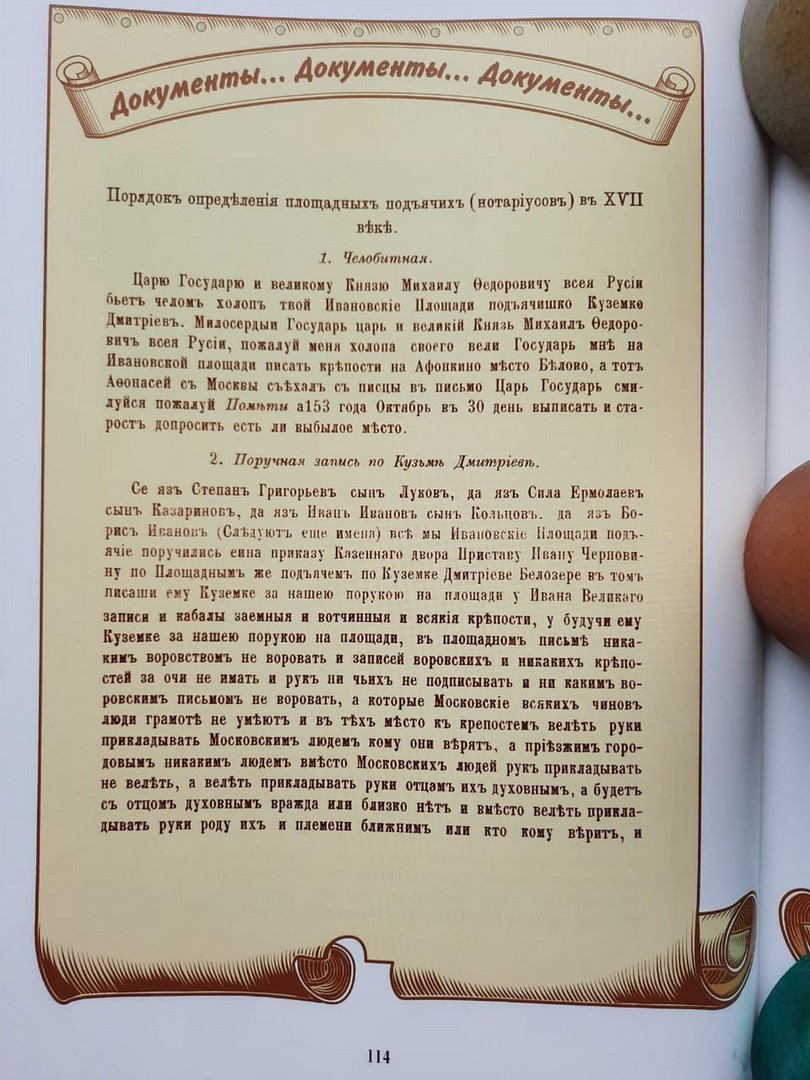 Документы... Документы... Документы...
Порядокъ опредѣленія площадныхъ подъячихъ (нотаріусовъ) въ XVII
вѣкѣ.
1. Челобитная.
Царю Государю и великому Князю Михаилу Ѳедоровичу всея Русіи
бьетъ челомъ холопъ твой Ивановскіе Площади подъячишко Куземко
Дмитріевъ. Милосердыи Государь царь и великій Князь Михаилъ Ѳедоро-
вичъ всея Русіи, пожалуй меня холопа своего вели Государь мнѣ на
Ивановской площади писать крѣпости на Афонкино мѣсто Бѣлово, а тотъ
Аѳонасей съ Москвы съѣхалъ съ писцы въ письмо Царь Государь сми-
луйся пожалуй Помѣти а153 года Октябрь въ 30 день выписать и ста-
ростъ допросить есть ли выбылое мѣсто.
2. Поручная запись по Кузьмѣ Дмитріевѣ.
Се язъ Степанъ Григорьевъ сынъ Луковъ, да язъ Сила Ермолаевъ
сынъ Казариновъ, да язъ Иванъ Ивановъ сынъ Кольцовъ. да язъ Бо-
рисъ Ивановъ (Слѣдуютъ еще имена) всѣ мы Ивановскіе Площади подъ-
ячіе поручились еина приказу Казеннаго двора Приставу Ивану Чернови-
ну по Площаднымъ же подъячемъ по Куземке Дмитріеве Белозере въ томъ
писаши ему Куземке за нашею порукою на площади у Ивана Великаго
записи и кабалы заемныя и вотчинныя и всякія крѣпости, у будучи ему
Куземке за нашею порукою на площади, въ площадномъ письмѣ ника-
кимъ воровствомъ не воровать и записей воровскихъ и никакихъ крѣпо-
стей за очи не имать и рукъ ни чьихъ не подписывать и ни какимъ во-
ровскимъ письмомъ не воровать, а которые Московскіе всякихъ чиновъ
люди грамотѣ не умѣютъ и въ тѣхъ мѣсто къ крепостемъ велѣть руки
прикладывать Московскимъ людемъ кому они вѣрятъ, а пріѣзжимъ горо-
довымъ никакимъ людемъ вмѣсто Московскихъ людей рукъ прикладывать
не велѣть, а велѣть прикладывать руки отцамъ ихъ духовнымъ, а будетъ
съ отцомъ духовнымъ вражда или близко нѣтъ и вмѣсто велѣть прикла-
дывать руки роду ихъ и племени ближнимъ или кто кому вѣритъ, и
114